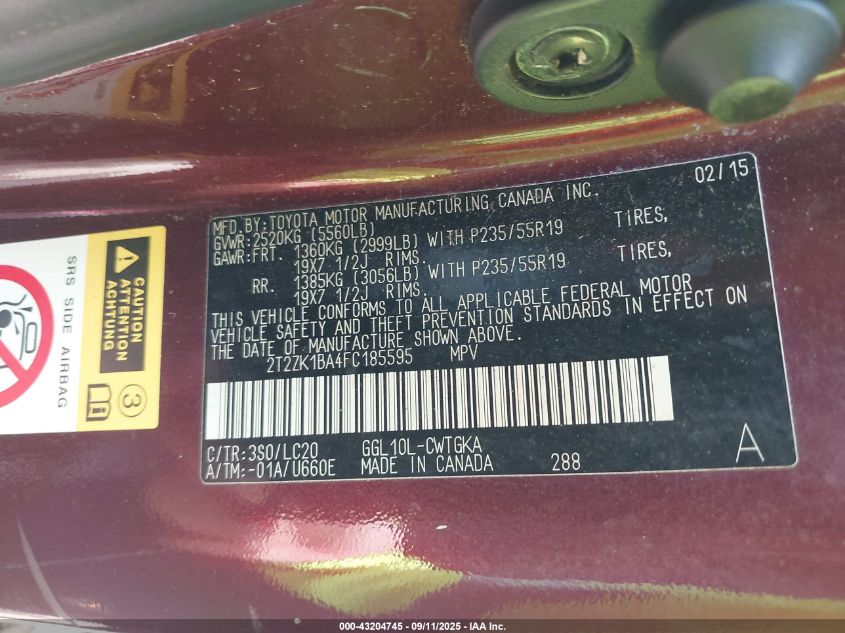 MFD.BY:TOYOTA MOTOR MANUFACTURING CANADA INC. 02/15
GVWR:2520KG (5560LB)
GAWR:FRT. 1360KG (2999LB) WITH P235/55R19 TIRES,
19X7 1/2J RIMS.
RR. 1385KG (3056LB) WITH P235/55R19 TIRES,
19X7 1/2J RIMS.
THIS VEHICLE CONFORMS TO ALL APPLICABLE FEDERAL MOTOR
VEHICLE SAFETY AND THEFT PREVENTION STANDARDS IN EFFECT ON
THE DATE OF MANUFACTURE SHOWN ABOVE.
2T2ZK1BA4FC185595 MPV
C/TR:3S0/LC20 GGL10L-CWTGKA
A/TM:-01A/U660E MADE IN CANADA 288 A
CAUTION
ATTENTION
ACHTUNG
SRS SIDE AIRBAG
3
000-43204745 - 09/11/2025 - IAA Inc.